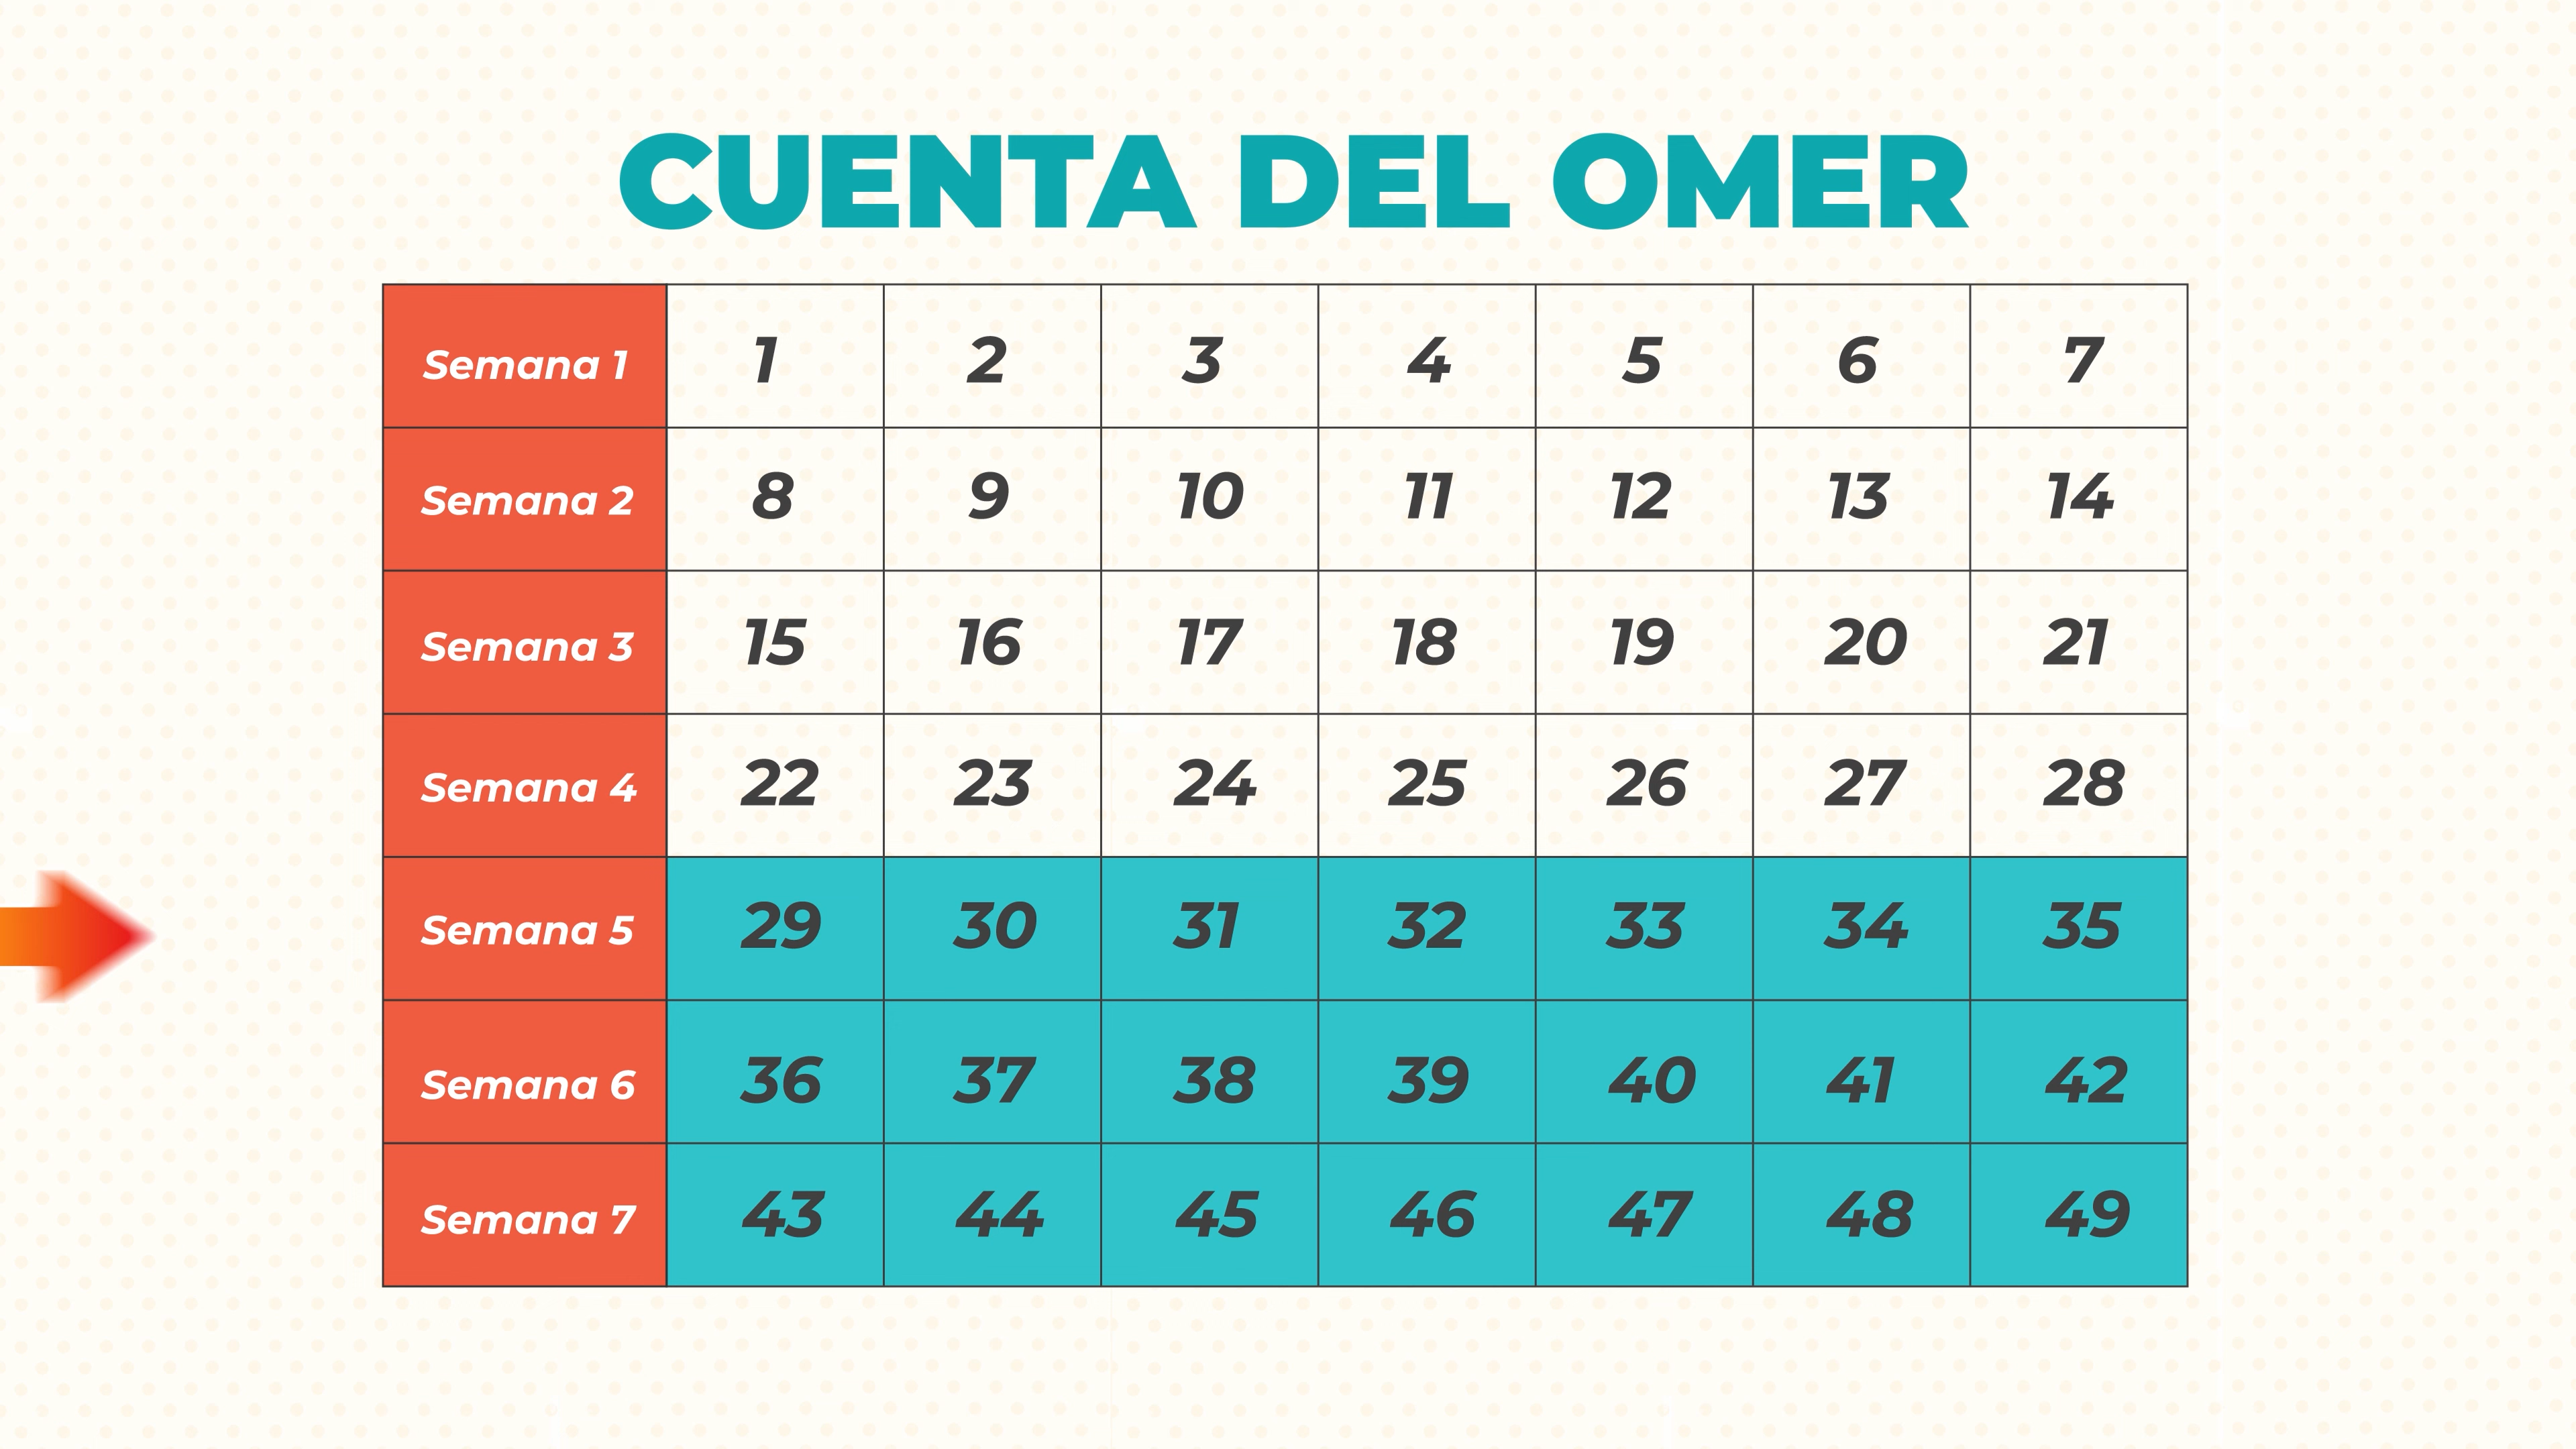 CUENTA DEL OMER
Semana 1 1 2 3 4 5 6 7
Semana 2 8 9 10 11 12 13 14
Semana 3 15 16 17 18 19 20 21
Semana 4 22 23 24 25 26 27 28
Semana 5 29 30 31 32 33 34 35
Semana 6 36 37 38 39 40 41 42
Semana 7 43 44 45 46 47 48 49